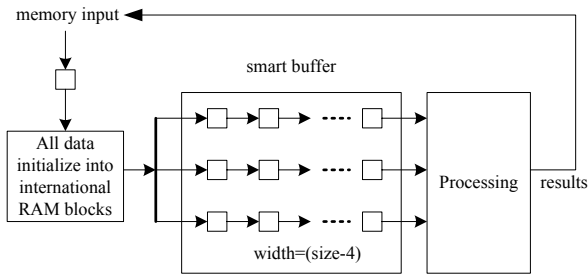 memory input
smart buffer
All data
initialize into
international
RAM blocks
Processing
results
width=(size-4)